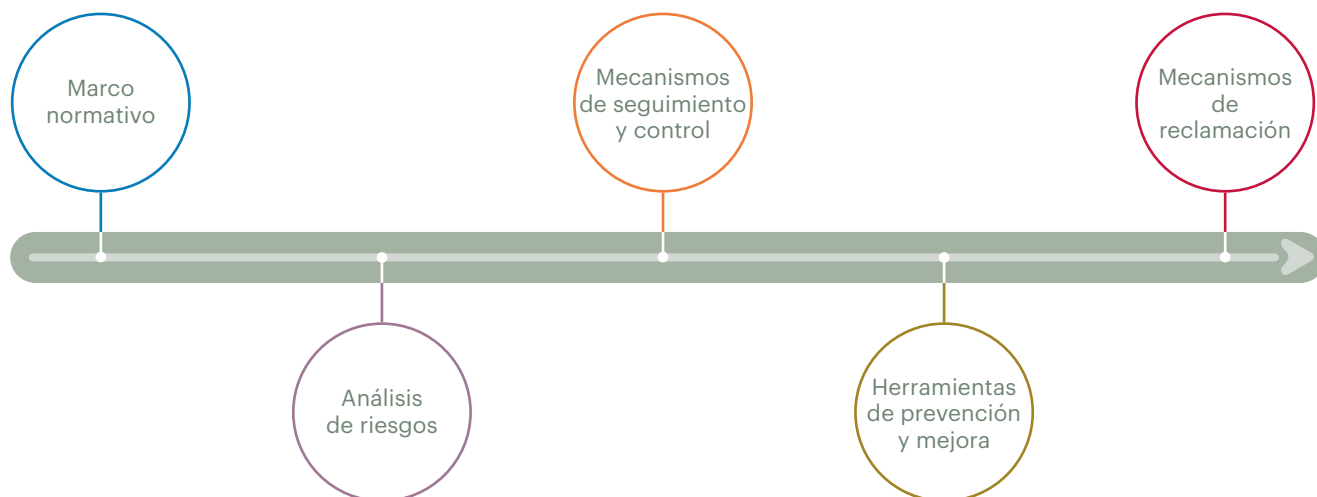 Marco
normativo
Análisis
de riesgos
Mecanismos
de seguimiento
y control
Herramientas
de prevención
y mejora
Mecanismos
de
reclamación